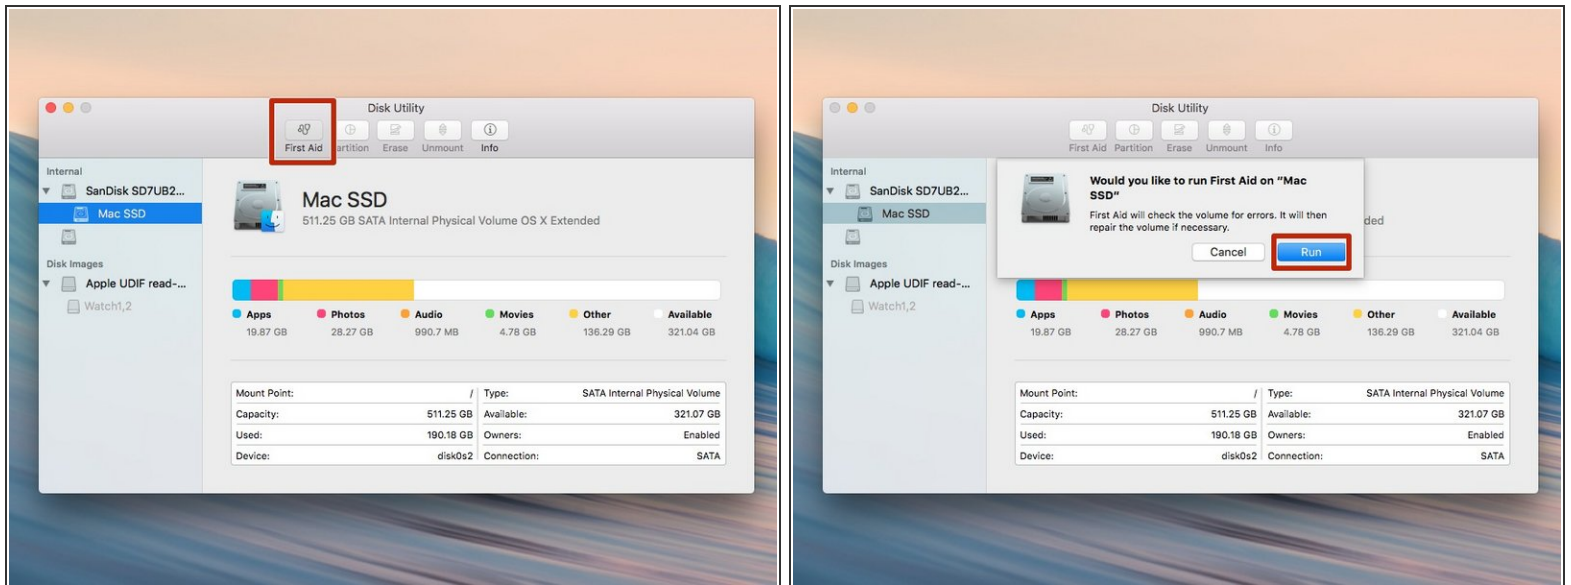 Disk Utility
First Aid
artition
Erase
Unmount
Info
Internal
SanDisk SD7UB2...
Mac SSD
Disk Images
Apple UDIF read-...
Watch1,2
Mac SSD
511.25 GB SATA Internal Physical Volume OS X Extended
Apps Photos Audio Movies Other Available
19.87 GB 28.27 GB 990.7 MB 4.78 GB 136.29 GB 321.04 GB
Mount Point: / Type: SATA Internal Physical Volume
Capacity: 511.25 GB Available: 321.07 GB
Used: 190.18 GB Owners: Enabled
Device: disk0s2 Connection: SATA
Disk Utility
First Aid Partition Erase Unmount Info
Internal
SanDisk SD7UB2...
Mac SSD
Disk Images
Apple UDIF read-...
Watch1,2
Would you like to run First Aid on “Mac
SSD”
First Aid will check the volume for errors. It will then
repair the volume if necessary.
Cancel Run
ded
Apps Photos Audio Movies Other Available
19.87 GB 28.27 GB 990.7 MB 4.78 GB 136.29 GB 321.04 GB
Mount Point: / Type: SATA Internal Physical Volume
Capacity: 511.25 GB Available: 321.07 GB
Used: 190.18 GB Owners: Enabled
Device: disk0s2 Connection: SATA